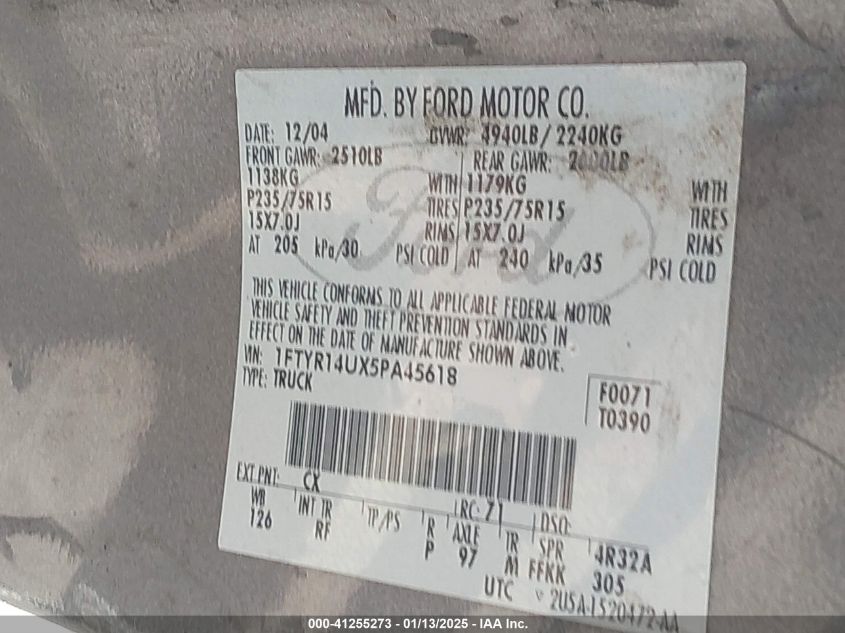 MFD. BY FORD MOTOR CO.
DATE: 12/04 GVWR: 4940LB / 2240KG
FRONT GAWR: 2510LB REAR GAWR:
1138KG WITH 1179KG WITH
P235/75R15 TIRES P235/75R15 TIRES
15X7.0J RIMS 15X7.0J RIMS
AT 205 kPa/30 PSI COLD AT 240 kPa/35 PSI COLD
Ford
THIS VEHICLE CONFORMS TO ALL APPLICABLE FEDERAL MOTOR
VEHICLE SAFETY AND THEFT PREVENTION STANDARDS IN
EFFECT ON THE DATE OF MANUFACTURE SHOWN ABOVE.
VIN: 1FTYR14UX5PA45618
TYPE: TRUCK
F0071
T0390
EXT PNT: CX RC: 71 DSO:
WB INT TR TP/PS R AXLE TR SPR 4R32A
126 RF P 97 M FFKK 305
UTC 2U5A-1520472-AA
000-41255273 - 01/13/2025 - IAA Inc.